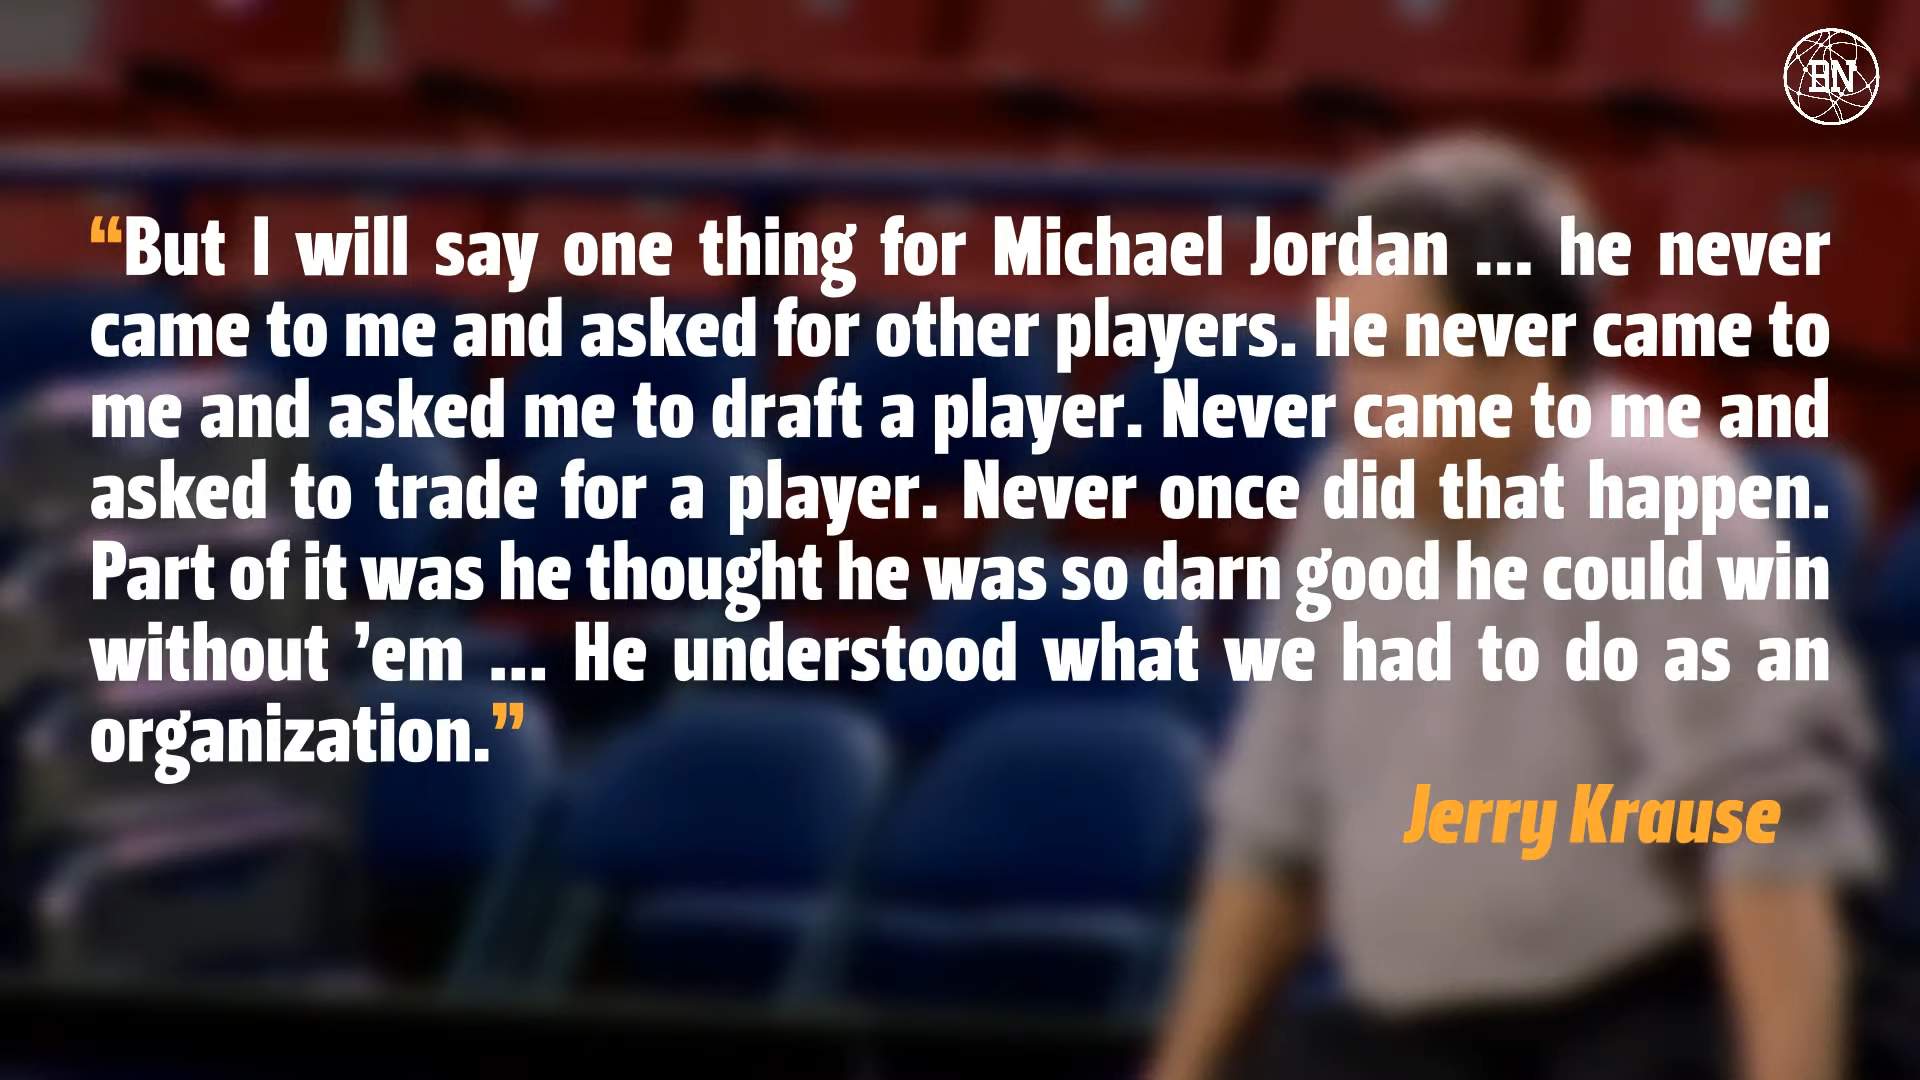 BN
“But I will say one thing for Michael Jordan ... he never
came to me and asked for other players. He never came to
me and asked me to draft a player. Never came to me and
asked to trade for a player. Never once did that happen.
Part of it was he thought he was so darn good he could win
without ’em ... He understood what we had to do as an
organization.”
Jerry Krause